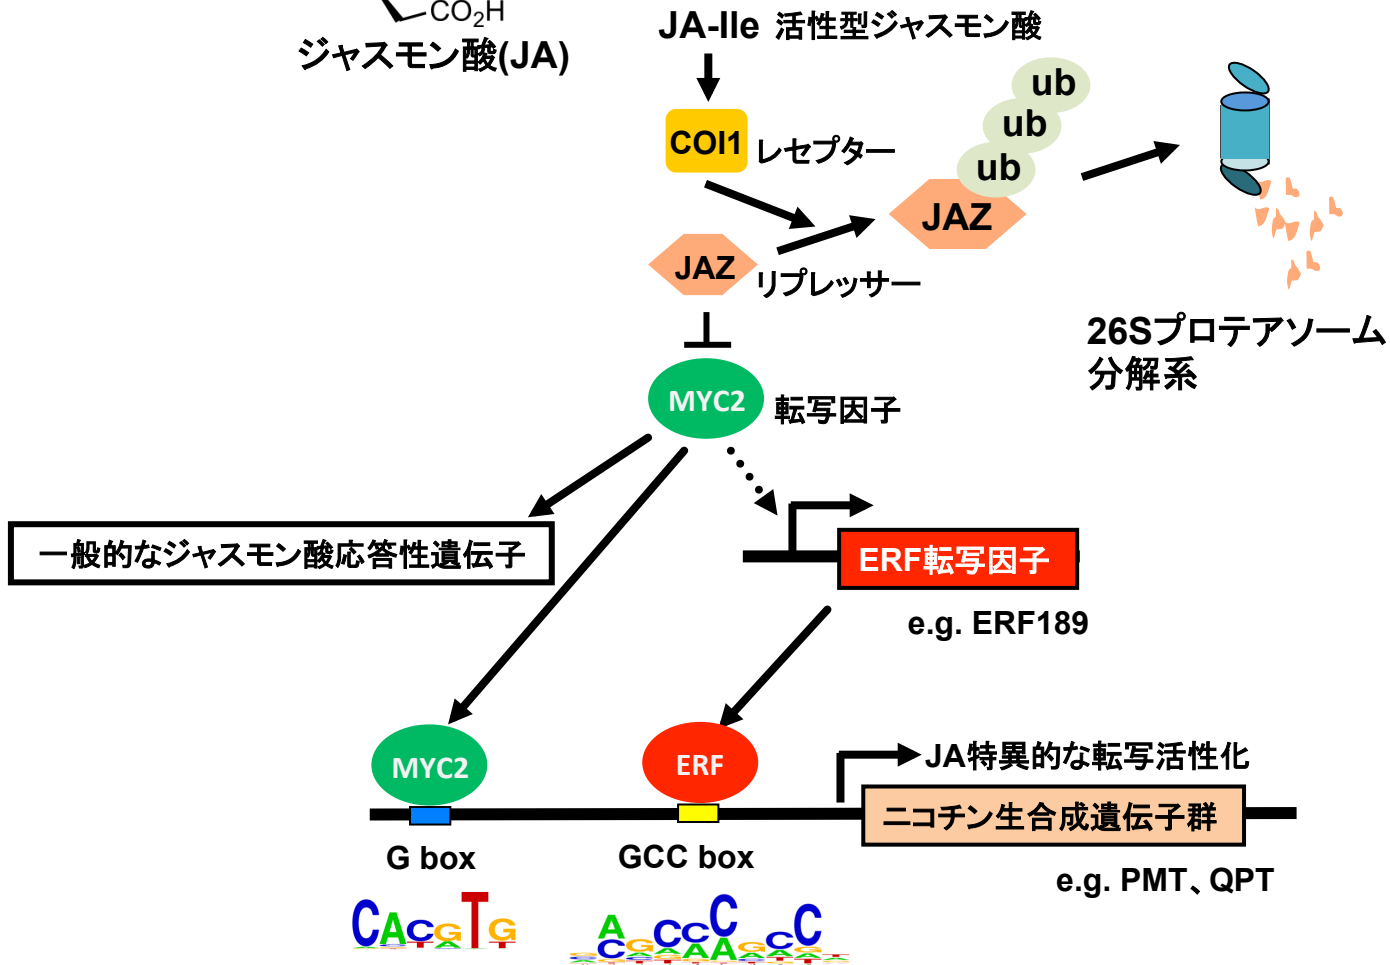 CO2H
ジャスモン酸(JA)
JA-Ile 活性型ジャスモン酸
COI1
レセプター
ub
ub
ub
JAZ
JAZ
リプレッサー
26Sプロテアソーム
分解系
MYC2
転写因子
一般的なジャスモン酸応答性遺伝子
ERF転写因子
e.g. ERF189
MYC2
ERF
JA特異的な転写活性化
ニコチン生合成遺伝子群
G box
GCC box
e.g. PMT、QPT
CACGTG